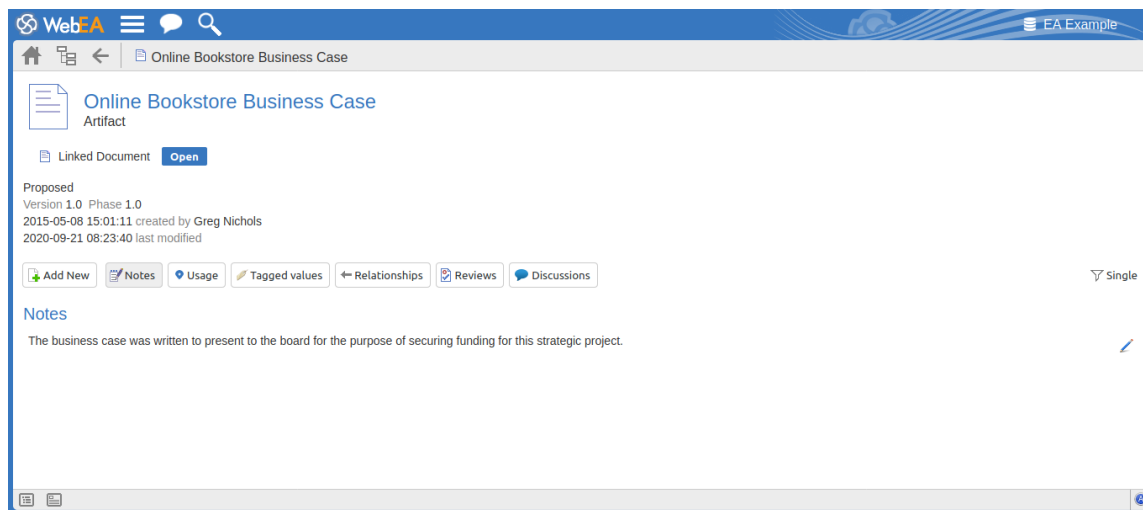 WebEA
EA Example
Online Bookstore Business Case
Online Bookstore Business Case
Artifact
Linked Document Open
Proposed
Version 1.0 Phase 1.0
2015-05-08 15:01:11 created by Greg Nichols
2020-09-21 08:23:40 last modified
Add New Notes Usage Tagged values Relationships Reviews Discussions Single
Notes
The business case was written to present to the board for the purpose of securing funding for this strategic project.